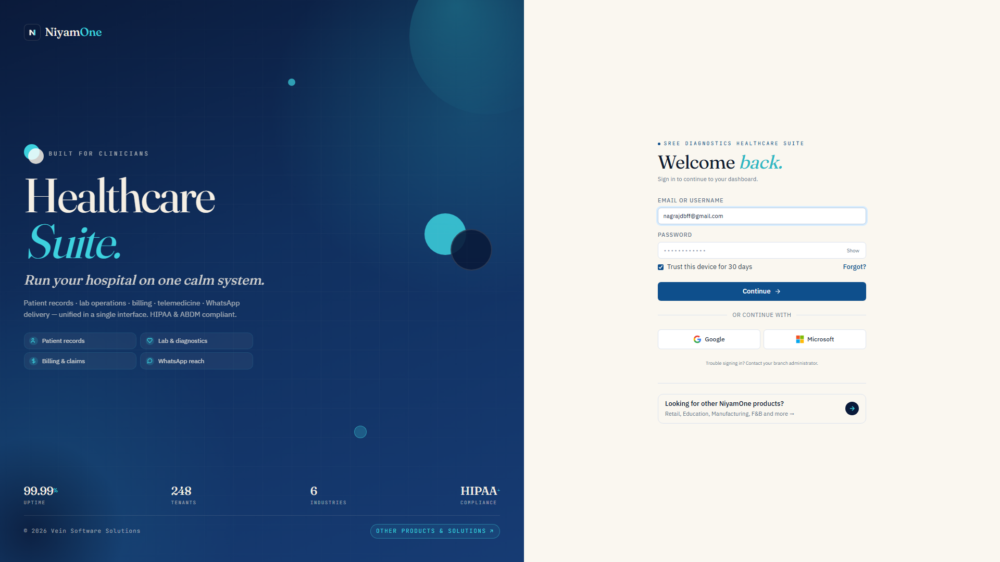 NiyamOne
BUILT FOR CLINICIANS
Healthcare
Suite.
Run your hospital on one calm system.
Patient records · lab operations · billing · telemedicine · WhatsApp
delivery — unified in a single interface. HIPAA & ABDM compliant.
Patient records
Lab & diagnostics
Billing & claims
WhatsApp reach
99.99%
UPTIME
248
TENANTS
6
INDUSTRIES
HIPAA+
COMPLIANCE
© 2026 Vein Software Solutions
OTHER PRODUCTS & SOLUTIONS ↗
SREE DIAGNOSTICS HEALTHCARE SUITE
Welcome back.
Sign in to continue to your dashboard.
EMAIL OR USERNAME
nagrajdbff@gmail.com
PASSWORD
••••••••••••
Show
Trust this device for 30 days
Forgot?
Continue →
OR CONTINUE WITH
Google
Microsoft
Trouble signing in? Contact your branch administrator.
Looking for other NiyamOne products?
Retail, Education, Manufacturing, F&B and more →